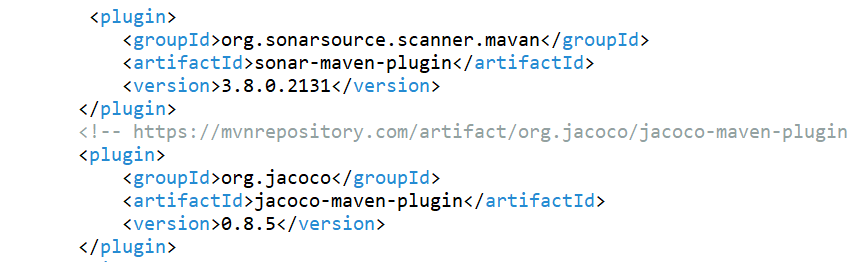 <plugin>
<groupId>org.sonarsource.scanner.mavan</groupId>
<artifactId>sonar-maven-plugin</artifactId>
<version>3.8.0.2131</version>
</plugin>
<!-- https://mvnrepository.com/artifact/org.jacoco/jacoco-maven-plugin
<plugin>
<groupId>org.jacoco</groupId>
<artifactId>jacoco-maven-plugin</artifactId>
<version>0.8.5</version>
</plugin>